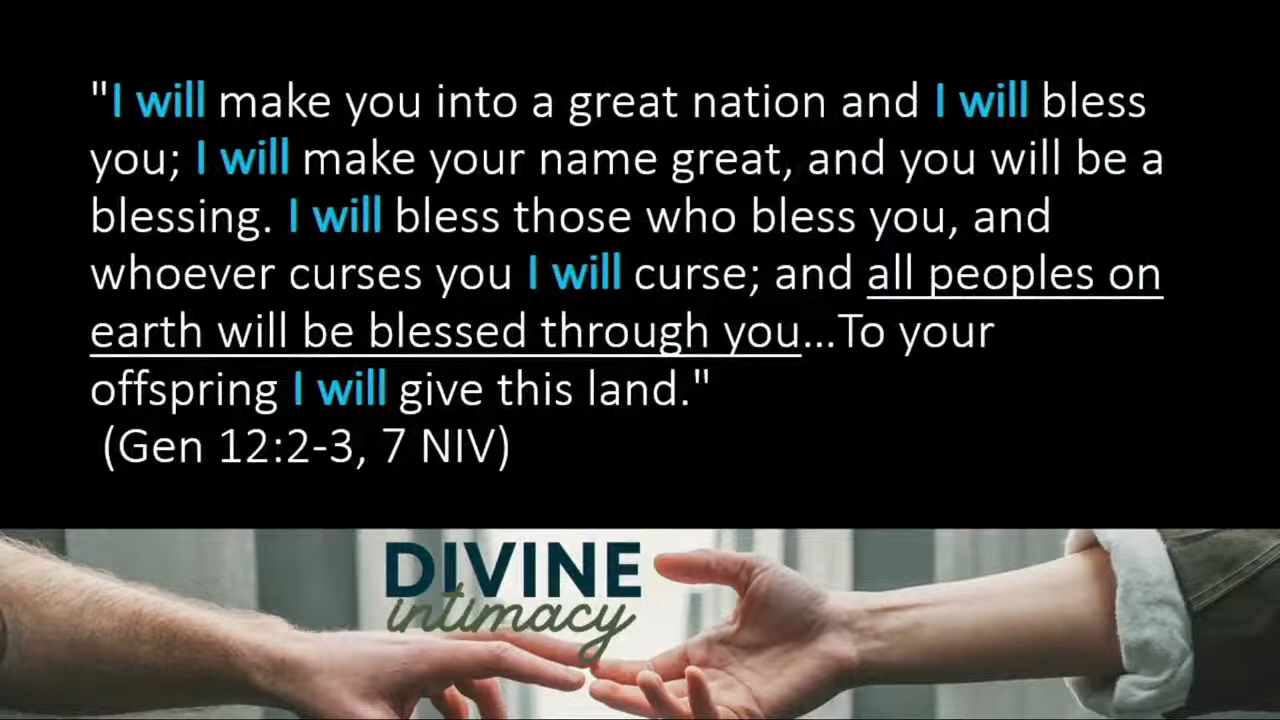 "I will make you into a great nation and I will bless
you; I will make your name great, and you will be a
blessing. I will bless those who bless you, and
whoever curses you I will curse; and all peoples on
earth will be blessed through you...To your
offspring I will give this land."
(Gen 12:2-3, 7 NIV)
DIVINE
intimacy